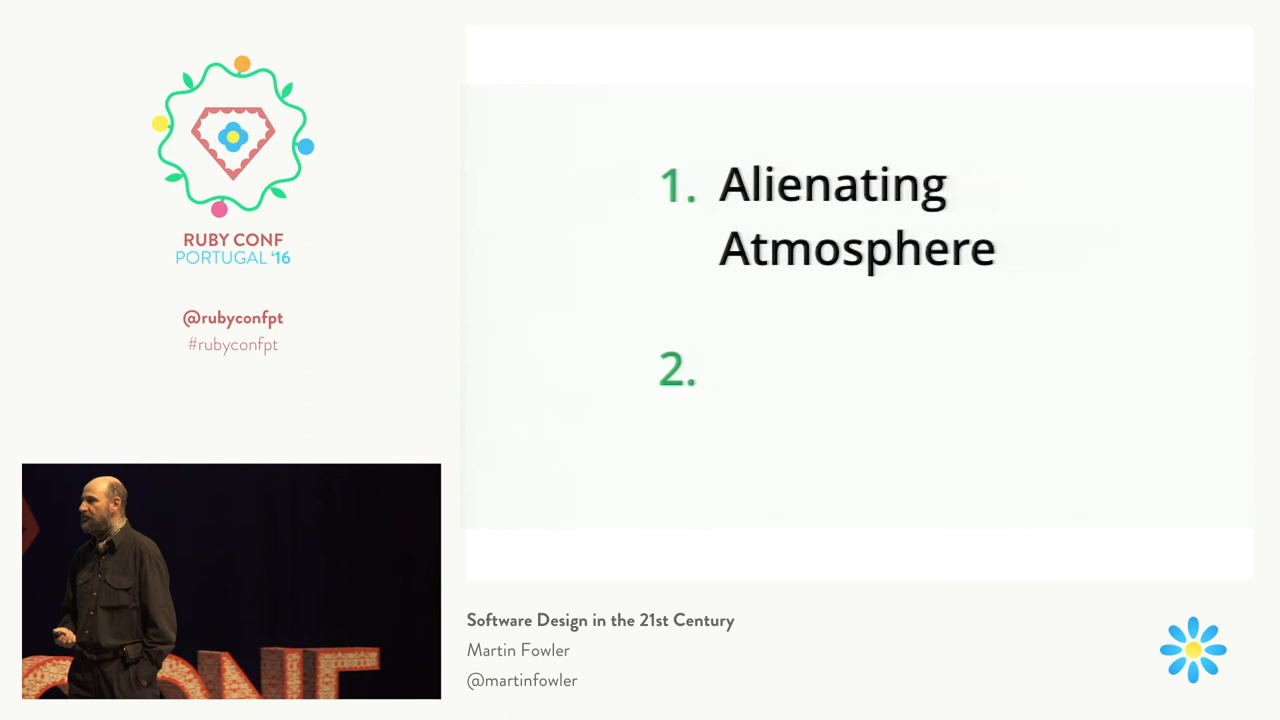 RUBY CONF
PORTUGAL ‘16
@rubyconfpt
#rubyconfpt
1. Alienating
Atmosphere
2.
Software Design in the 21st Century
Martin Fowler
@martinfowler